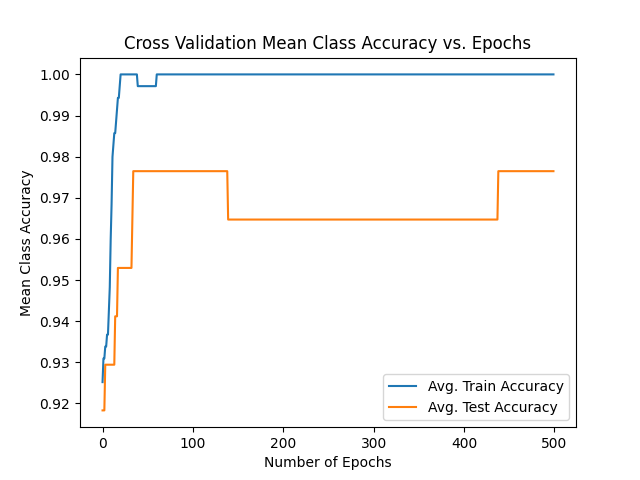 Cross Validation Mean Class Accuracy vs. Epochs
1.00
0.99
0.98
0.97
0.96
0.95
0.94
0.93
0.92
Mean Class Accuracy
Avg. Train Accuracy
Avg. Test Accuracy
0 100 200 300 400 500
Number of Epochs